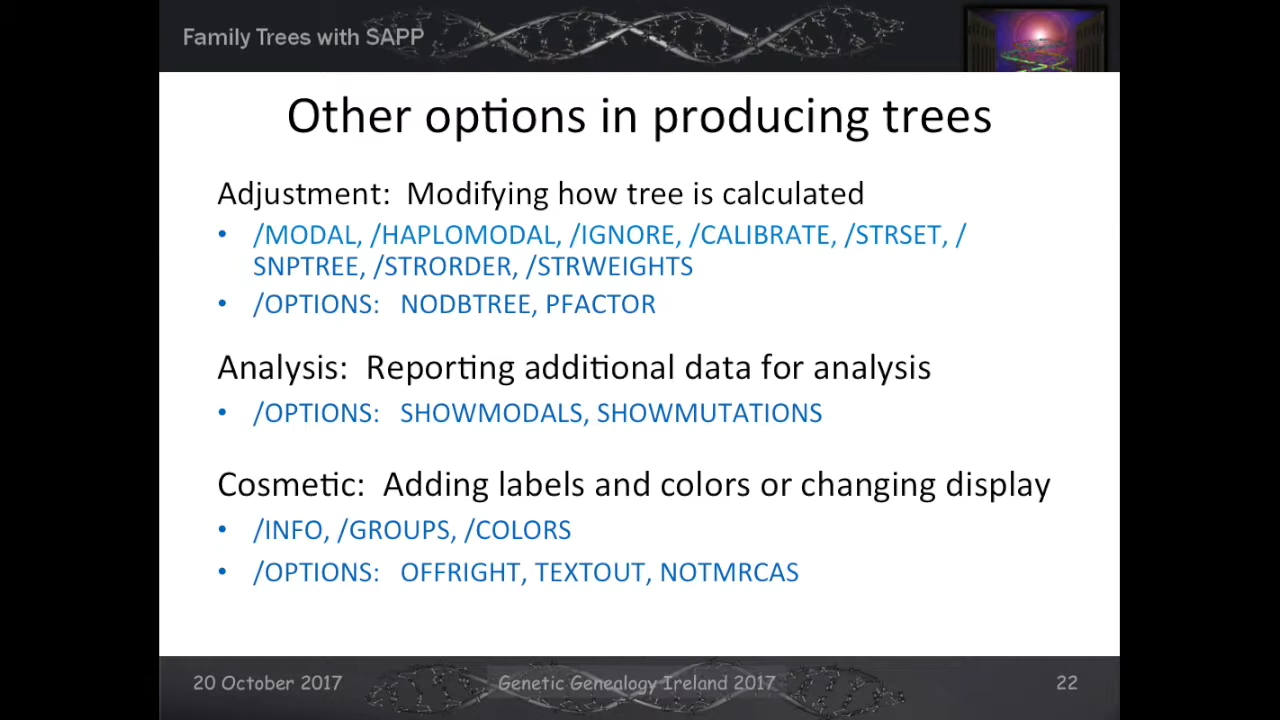 Family Trees with SAPP
Other options in producing trees
Adjustment: Modifying how tree is calculated
• /MODAL, /HAPLOMODAL, /IGNORE, /CALIBRATE, /STRSET, /
SNPTREE, /STRORDER, /STRWEIGHTS
• /OPTIONS: NODBTREE, PFACTOR
Analysis: Reporting additional data for analysis
• /OPTIONS: SHOWMODALS, SHOWMUTATIONS
Cosmetic: Adding labels and colors or changing display
• /INFO, /GROUPS, /COLORS
• /OPTIONS: OFFRIGHT, TEXTOUT, NOTMRCAS
20 October 2017 Genetic Genealogy Ireland 2017 22